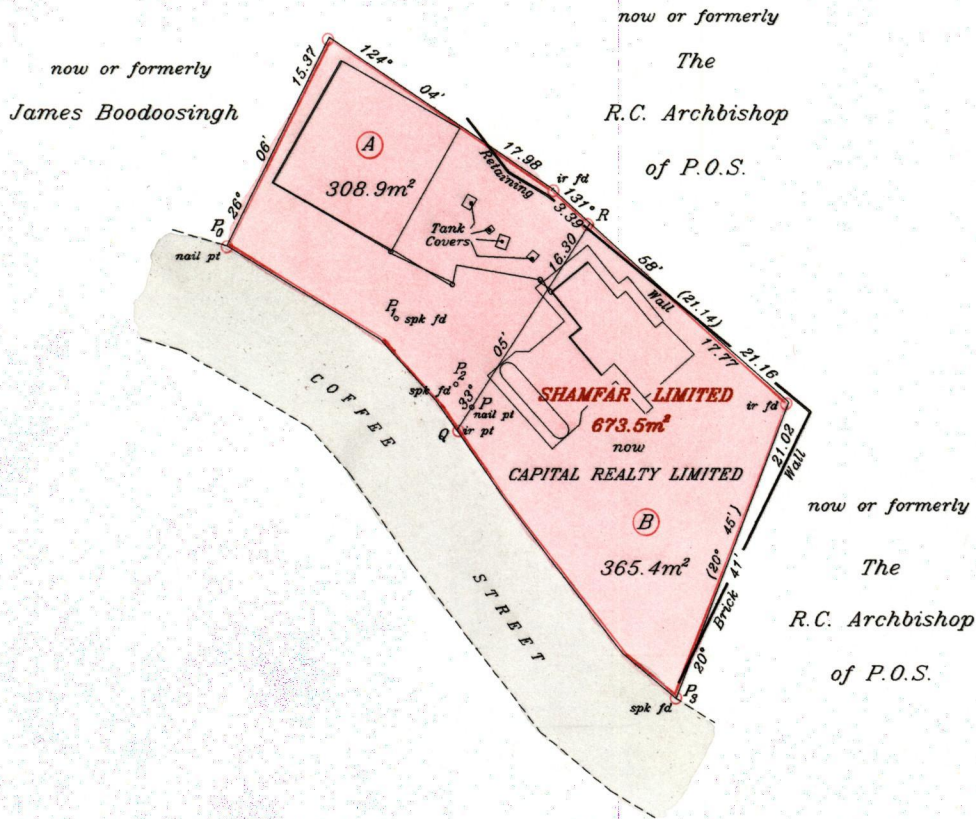 now or formerly
The
R.C. Archbishop
of P.O.S.
now or formerly
James Boodoosingh
15.37
06'
26°
124°
04'
17.98
Retaining
ir fd
131°
3.39
R
A
308.9m²
Tank
Covers
16.30
58'
Wall
(21.14)
17.77
21.16
P0
nail pt
P1
spk fd
05'
P2
spk fd
33°
P
nail pt
Q
ir pt
SHAMFAR LIMITED
673.5m²
now
CAPITAL REALTY LIMITED
ir fd
21.02
Wall
B
365.4m²
(20° 45')
41'
Brick
20°
P3
spk fd
COFFEE
STREET
now or formerly
The
R.C. Archbishop
of P.O.S.